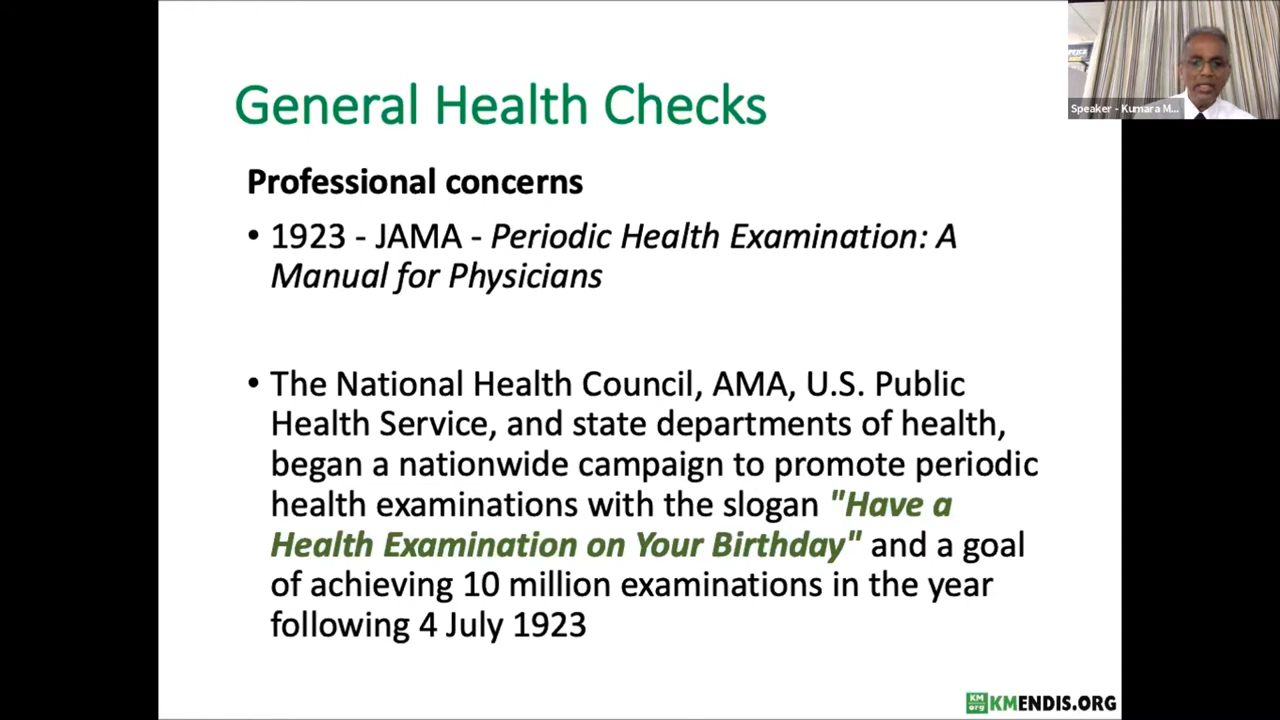 General Health Checks
Speaker - Kumara M...
Professional concerns
• 1923 - JAMA - Periodic Health Examination: A
Manual for Physicians
• The National Health Council, AMA, U.S. Public
Health Service, and state departments of health,
began a nationwide campaign to promote periodic
health examinations with the slogan "Have a
Health Examination on Your Birthday" and a goal
of achieving 10 million examinations in the year
following 4 July 1923
KM
org
KMENDIS.ORG